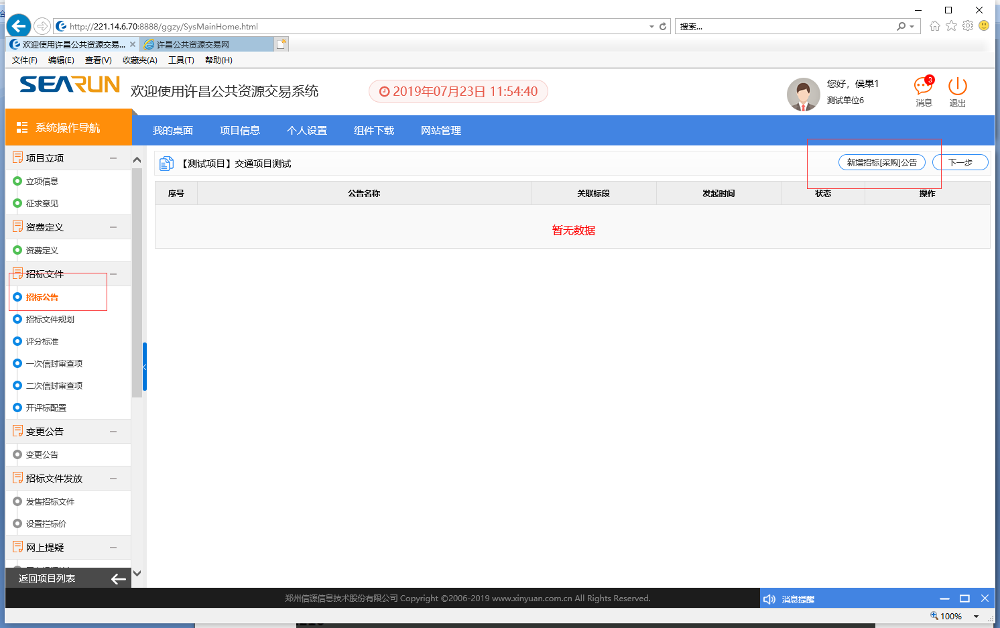 http://221.14.6.70:8888/ggzy/SysMainHome.html
搜索...
欢迎使用许昌公共资源交易...
许昌公共资源交易网
文件(F) 编辑(E) 查看(V) 收藏夹(A) 工具(T) 帮助(H)
SEARUN
欢迎使用许昌公共资源交易系统
2019年07月23日 11:54:40
您好，侯果1
测试单位6
3
消息
退出
系统操作导航
我的桌面 项目信息 个人设置 组件下载 网站管理
项目立项
立项信息
征求意见
资费定义
资费定义
招标文件
招标公告
招标文件规划
评分标准
一次信封审查项
二次信封审查项
开评标配置
变更公告
变更公告
招标文件发放
发售招标文件
设置拦标价
网上提疑
返回项目列表
【测试项目】交通项目测试
新增招标[采购]公告
下一步
序号 公告名称 关联标段 发起时间 状态 操作
暂无数据
郑州信源信息技术股份有限公司 Copyright ©2006-2019 www.xinyuan.com.cn All Rights Reserved.
消息提醒
100%